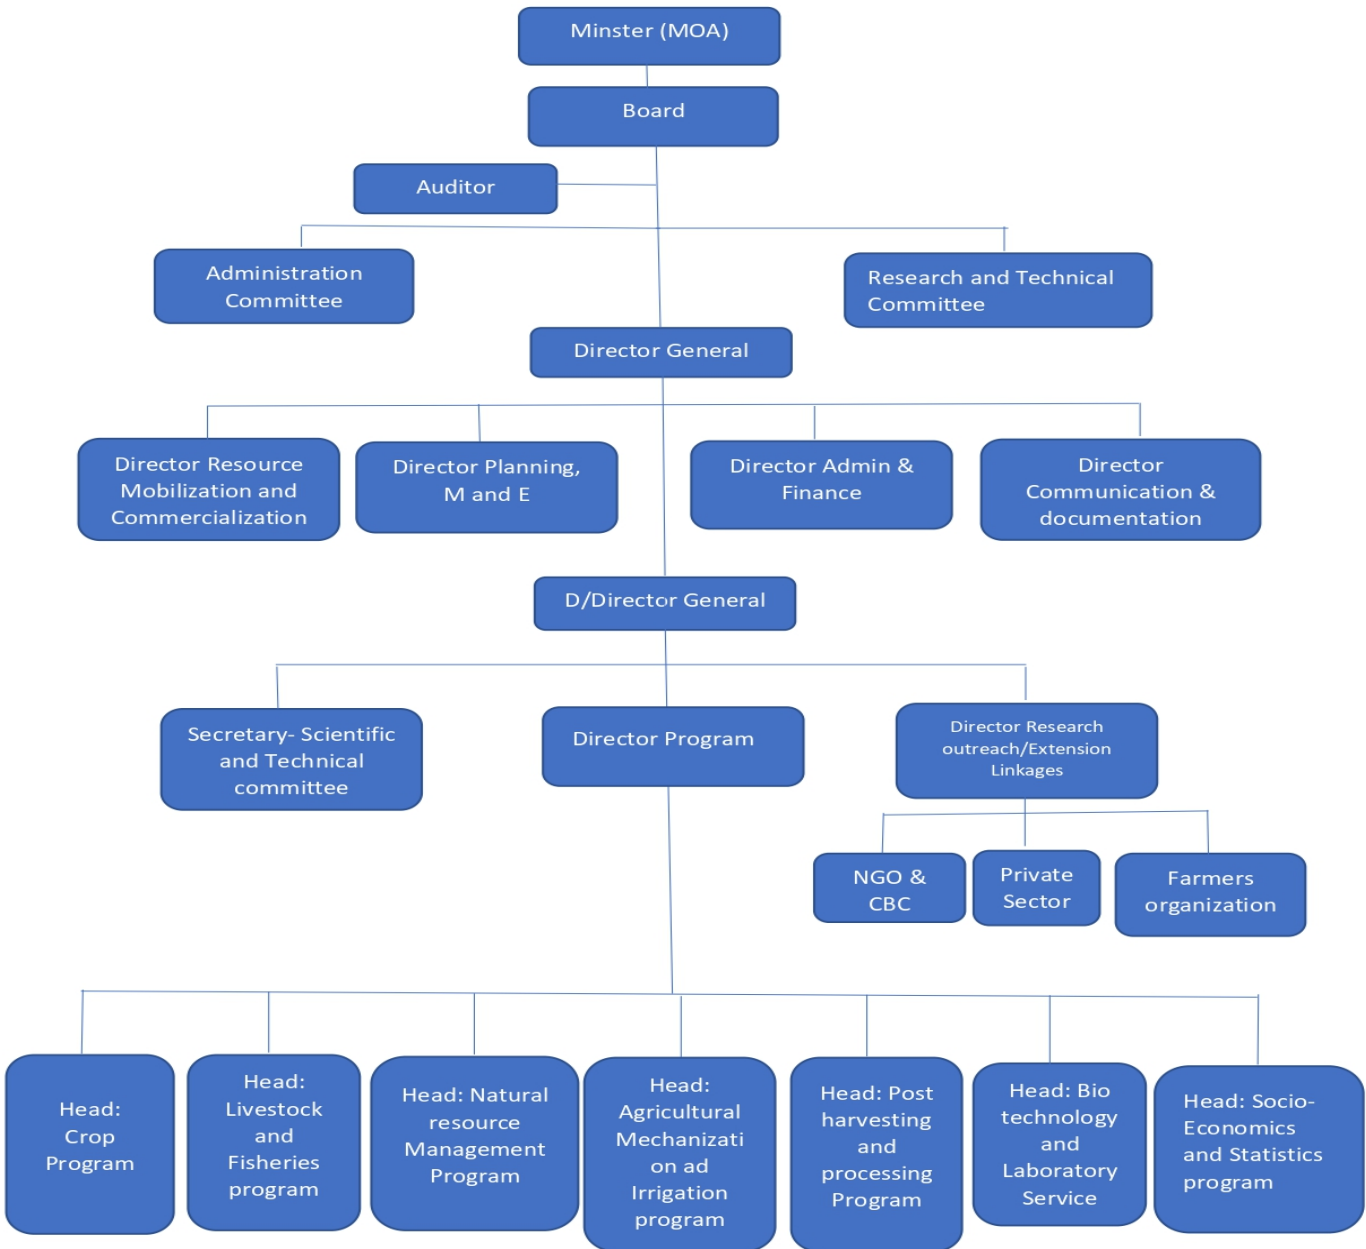 Minster (MOA)
Board
Auditor
Administration
Committee
Research and Technical
Committee
Director General
Director Resource
Mobilization and
Commercialization
Director Planning,
M and E
Director Admin &
Finance
Director
Communication &
documentation
D/Director General
Secretary- Scientific
and Technical
committee
Director Program
Director Research
outreach/Extension
Linkages
NGO &
CBC
Private
Sector
Farmers
organization
Head:
Crop
Program
Head:
Livestock
and
Fisheries
program
Head: Natural
resource
Management
Program
Head:
Agricultural
Mechanizati
on ad
Irrigation
program
Head: Post
harvesting
and
processing
Program
Head: Bio
technology
and
Laboratory
Service
Head: Socio-
Economics
and Statistics
program